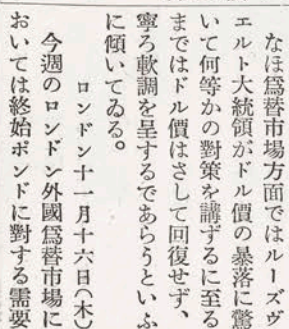 なほ爲替市場方面ではルーズヴ
エルト大統領がドル價の暴落に驚
いて何等かの對策を講ずるに至る
まではドル價はさして回復せず、
寧ろ軟調を呈するであらうといふ
に傾いてゐる。
ロンドン十一月十六日(木)
今週のロンドン外國爲替市場に
おいては終始ポンドに對する需要